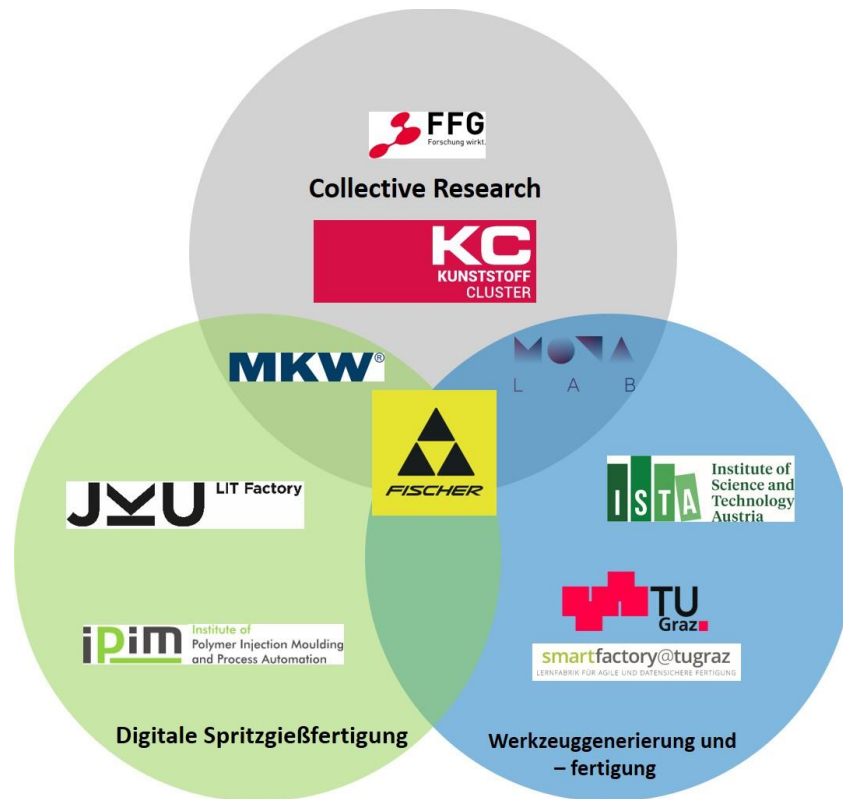 FFG
Forschung wirkt.
Collective Research
KC
KUNSTSTOFF
CLUSTER
MKW®
MOVA
LAB
FISCHER
JKU LIT Factory
ISTA
Institute of
Science and
Technology
Austria
iPIM
Institute of
Polymer Injection Moulding
and Process Automation
TU
Graz
smartfactory@tugraz
LERNFABRIK FÜR AGILE UND DATENSICHERE FERTIGUNG
Digitale Spritzgießfertigung
Werkzeuggenerierung und
– fertigung